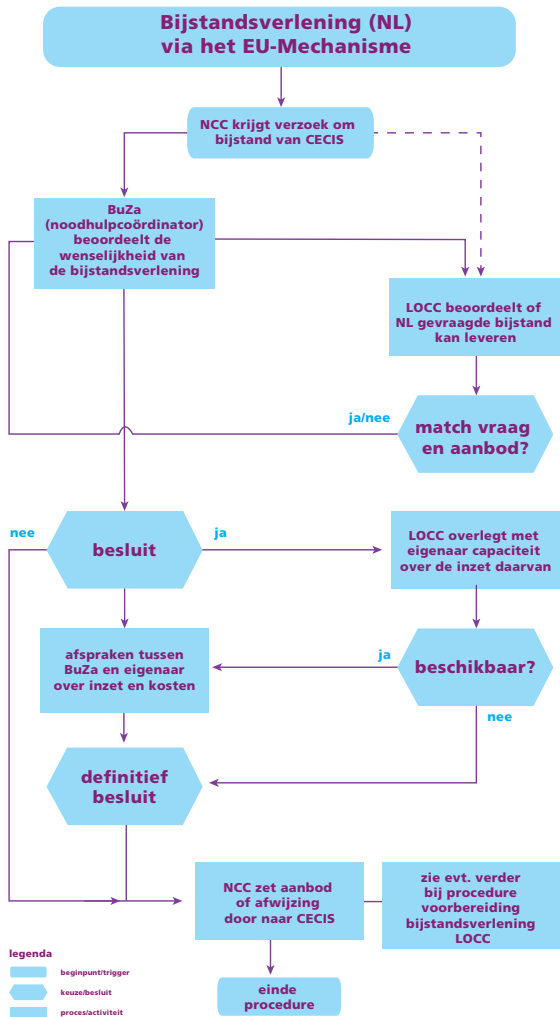 Bijstandsverlening (NL)
via het EU-Mechanisme
NCC krijgt verzoek om
bijstand van CECIS
BuZa
(noodhulpcoördinator)
beoordeelt de
wenselijkheid van
de bijstandsverlening
LOCC beoordeelt of
NL gevraagde bijstand
kan leveren
ja/nee
match vraag
en aanbod?
nee
besluit
ja
LOCC overlegt met
eigenaar capaciteit
over de inzet daarvan
afspraken tussen
BuZa en eigenaar
over inzet en kosten
ja
beschikbaar?
nee
definitief
besluit
NCC zet aanbod
of afwijzing
door naar CECIS
zie evt. verder
bij procedure
voorbereiding
bijstandsverlening
LOCC
einde
procedure
legenda
beginpunt/trigger
keuze/besluit
proces/activiteit